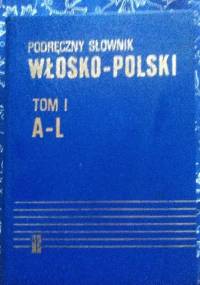 PODRĘCZNY SŁOWNIK
WŁOSKO-POLSKI
TOM I
A-L